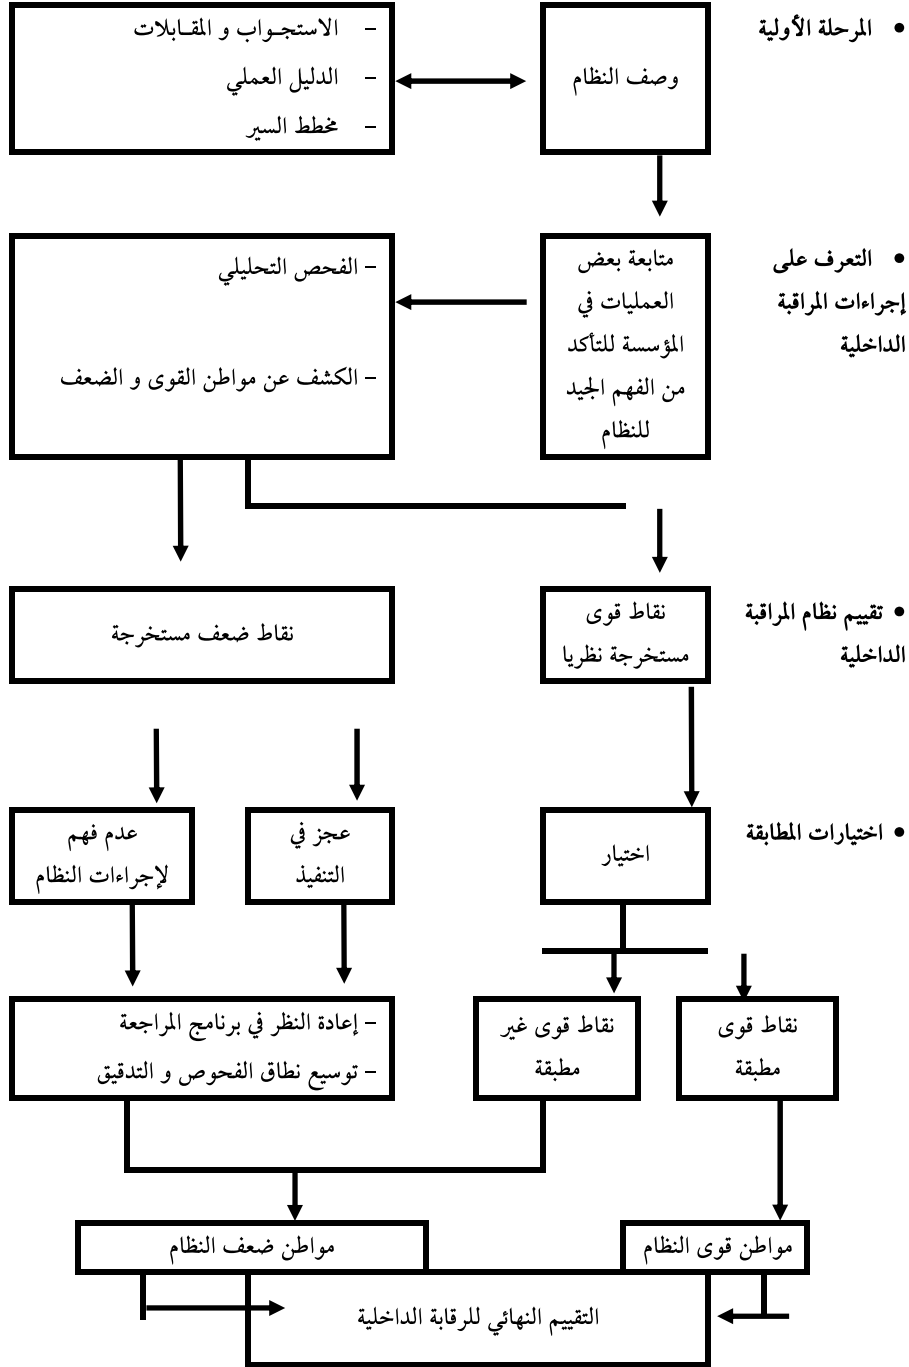 • المرحلة الأولية
وصف النظام
- الاستجـواب و المقـابلات
- الدليل العملي
- مخطط السير
• التعرف على
إجراءات المراقبة
الداخلية
متابعة بعض
العمليات في
المؤسسة للتأكد
من الفهم الجيد
للنظام
- الفحص التحليلي
- الكشف عن مواطن القوى و الضعف
• تقييم نظام المراقبة
الداخلية
نقاط قوى
مستخرجة نظريا
نقاط ضعف مستخرجة
• اختيارات المطابقة
اختيار
عجز في
التنفيذ
عدم فهم
لإجراءات النظام
نقاط قوى
مطبقة
نقاط قوى غير
مطبقة
- إعادة النظر في برنامج المراجعة
- توسيع نطاق الفحوص و التدقيق
مواطن قوى النظام
مواطن ضعف النظام
التقييم النهائي للرقابة الداخلية